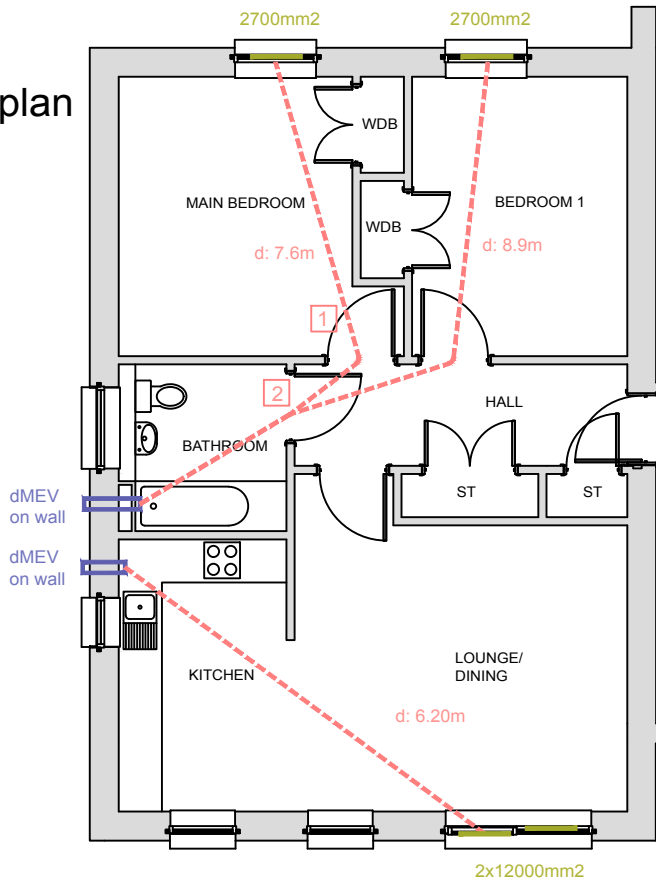 2700mm2
2700mm2
plan
WDB
MAIN BEDROOM
BEDROOM 1
WDB
d: 7.6m
d: 8.9m
1
2
HALL
BATHROOM
dMEV
on wall
ST
ST
dMEV
on wall
KITCHEN
LOUNGE/
DINING
d: 6.20m
2x12000mm2